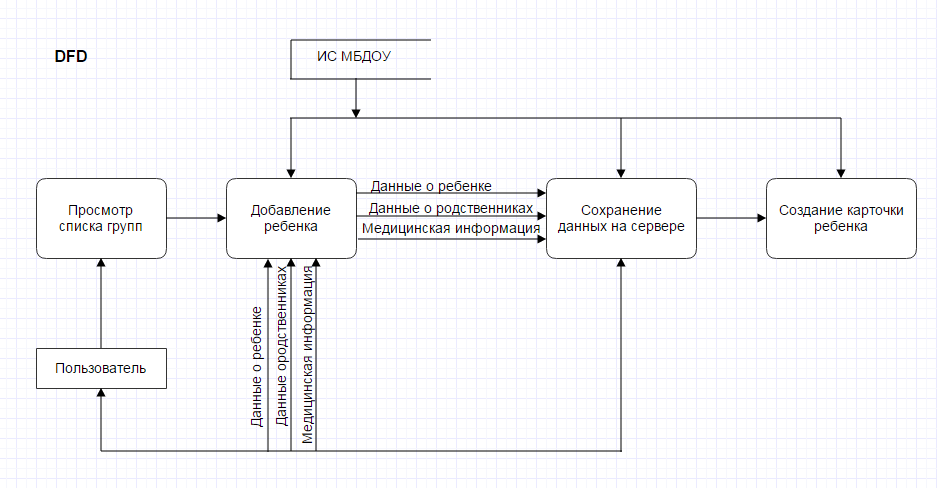 DFD
ИС МБДОУ
Просмотр
списка групп
Добавление
ребенка
Данные о ребенке
Данные о родственниках
Медицинская информация
Сохранение
данных на сервере
Создание карточки
ребенка
Пользователь
Данные о ребенке
Данные ородственниках
Медицинская информация